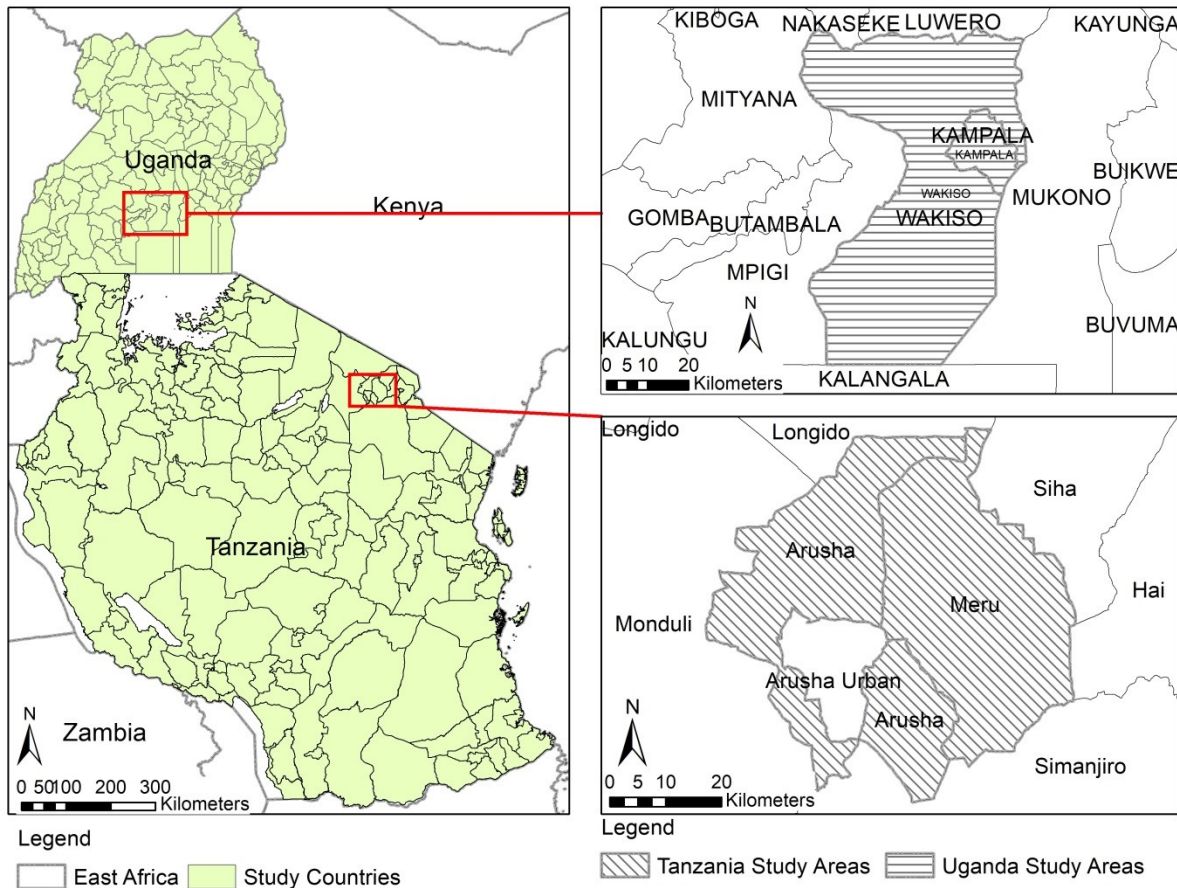 Uganda
Kenya
Tanzania
N
Zambia
0 50100 200 300
Kilometers
Legend
East Africa
Study Countries
KIBOGA
NAKASEKE
LUWERO
KAYUNGA
MITYANA
KAMPALA
KAMPALA
BUIKWE
WAKISO
MUKONO
GOMBA
BUTAMBALA
WAKISO
MPIGI
N
BUVUMA
KALUNGU
0 5 10 20
Kilometers
KALANGALA
Longido
Longido
Siha
Arusha
Meru
Hai
Monduli
Arusha Urban
Arusha
N
Simanjiro
0 5 10 20
Kilometers
Legend
Tanzania Study Areas
Uganda Study Areas